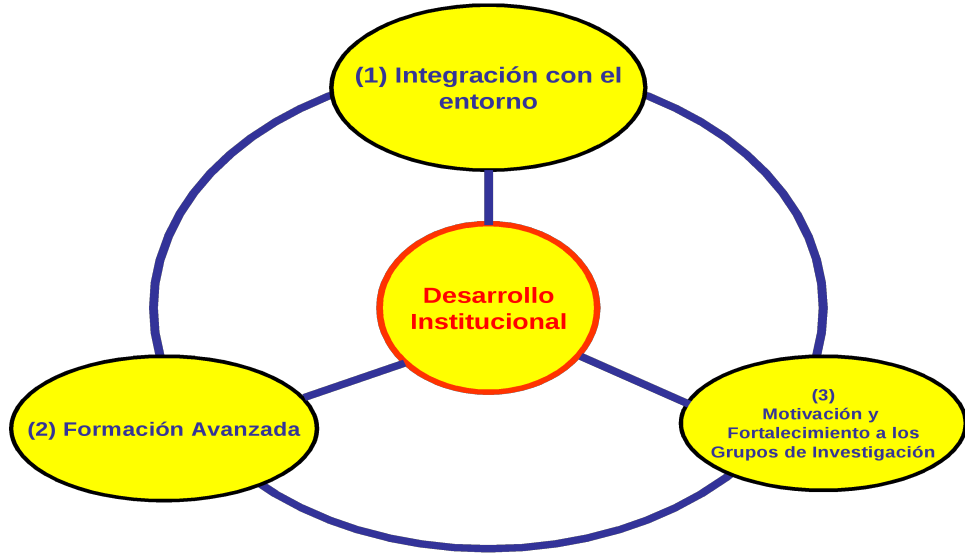 (1) Integración con el
entorno
Desarrollo
Institucional
(2) Formación Avanzada
(3)
Motivación y
Fortalecimiento a los
Grupos de Investigación